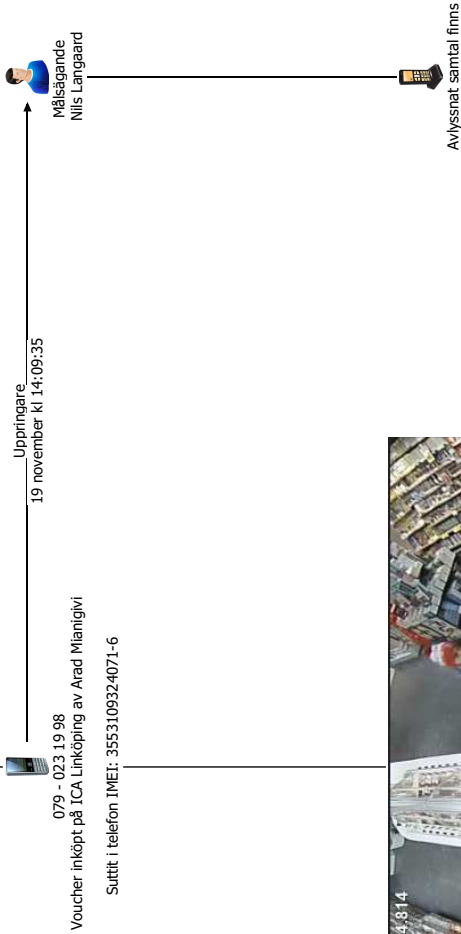 Uppringare
19 november kl 14:09:35
Målsägande
Nils Langaard
079 - 023 19 98
Voucher inköpt på ICA Linköping av Arad Mianigivi
Suttit i telefon IMEI: 3553109324071-6
4.814
Avlyssnat samtal finns